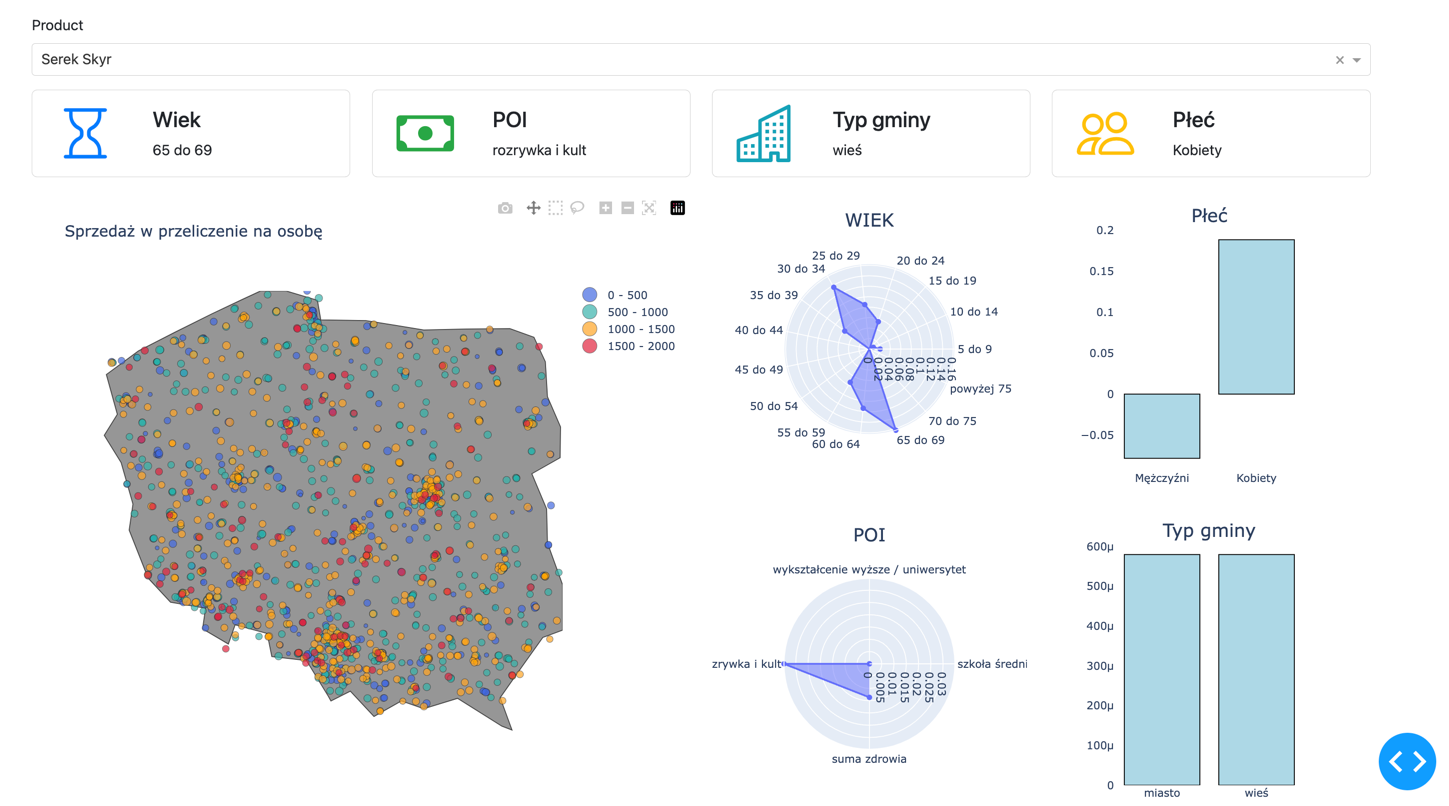 Product
Serek Skyr
Wiek
65 do 69
POI
rozrywka i kult
Typ gminy
wieś
Płeć
Kobiety
Sprzedaż w przeliczenie na osobę
0 - 500
500 - 1000
1000 - 1500
1500 - 2000
WIEK
5 do 9
10 do 14
15 do 19
20 do 24
25 do 29
30 do 34
35 do 39
40 do 44
45 do 49
50 do 54
55 do 59
60 do 64
65 do 69
70 do 75
powyżej 75
0
0.02
0.04
0.06
0.08
0.1
0.12
0.14
0.16
Płeć
0.2
0.15
0.1
0.05
0
−0.05
Mężczyźni
Kobiety
POI
wykształcenie wyższe / uniwersytet
zrywka i kult
szkoła średni
0
0.005
0.01
0.015
0.02
0.025
0.03
suma zdrowia
Typ gminy
600µ
500µ
400µ
300µ
200µ
100µ
0
miasto
wieś